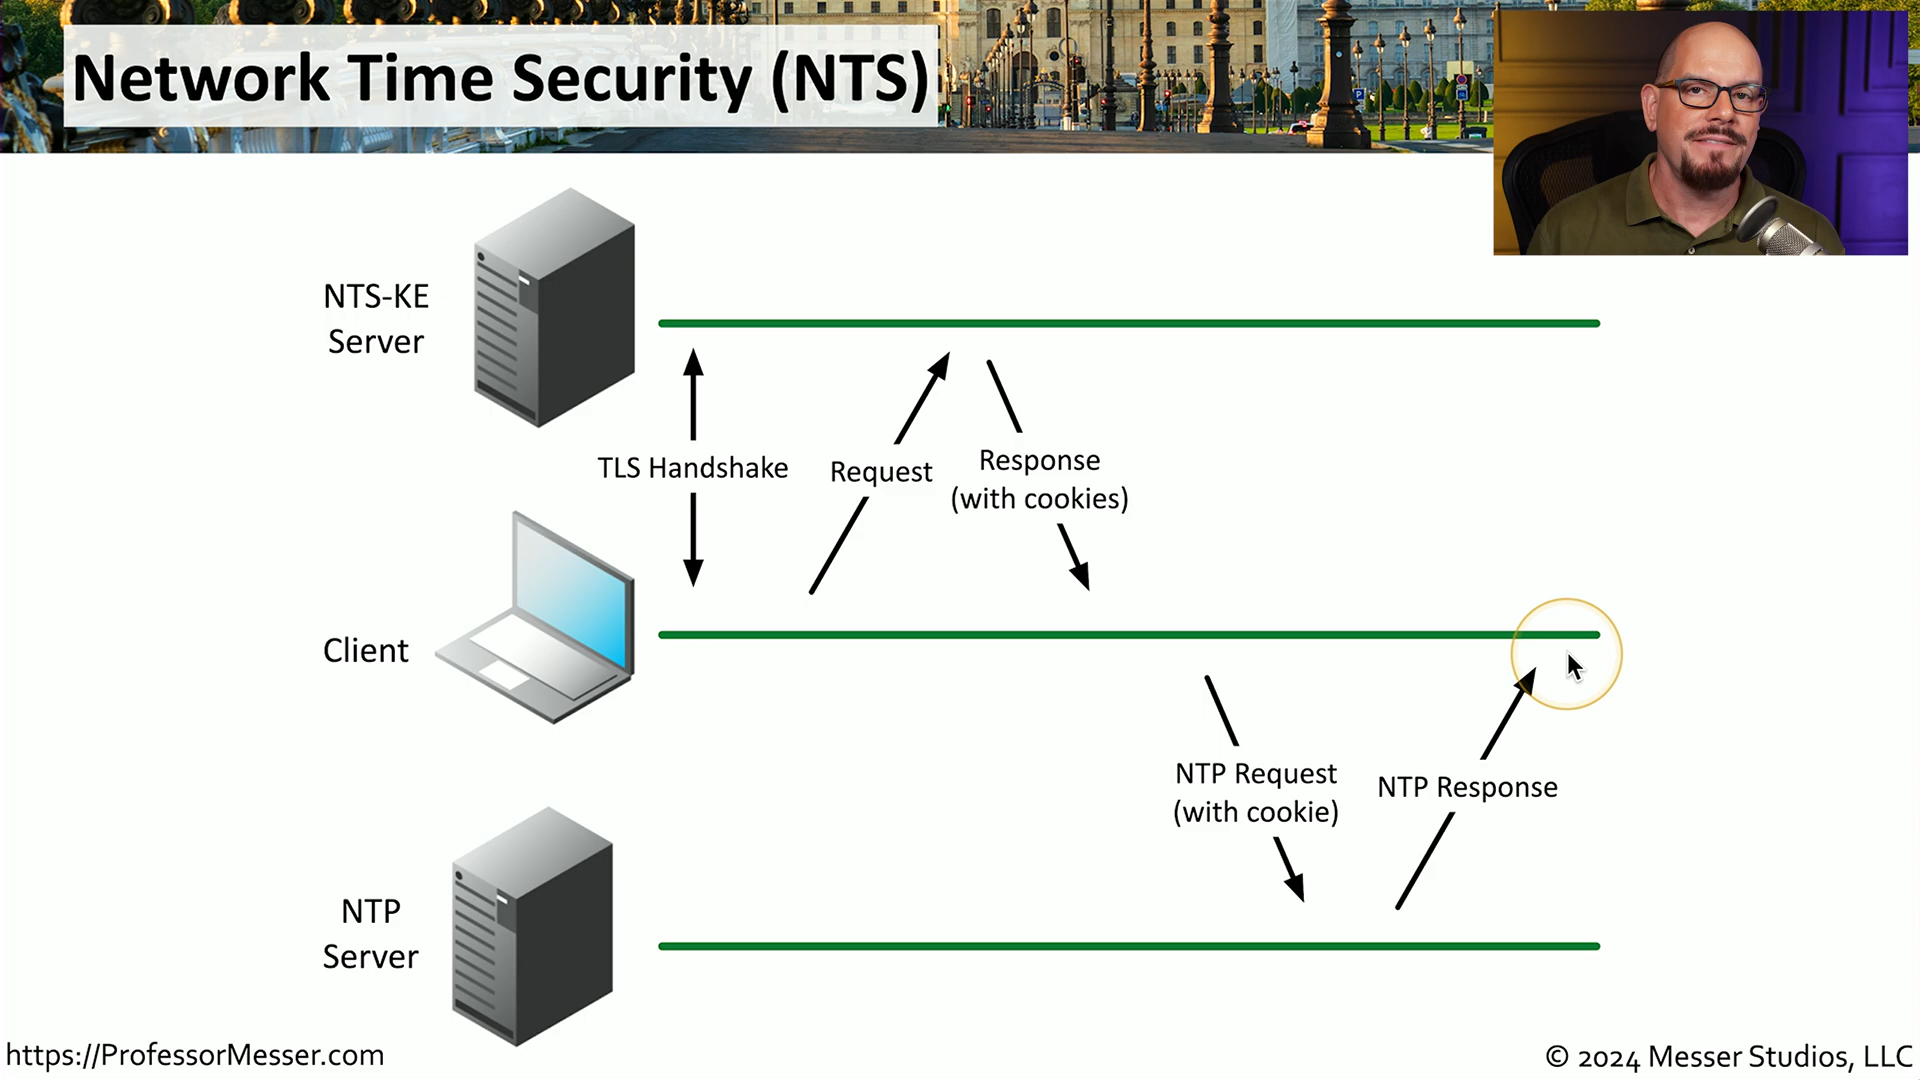 Network Time Security (NTS)
NTS-KE
Server
TLS Handshake
Request
Response
(with cookies)
Client
NTP Request
(with cookie)
NTP Response
NTP
Server
https://ProfessorMesser.com
© 2024 Messer Studios, LLC